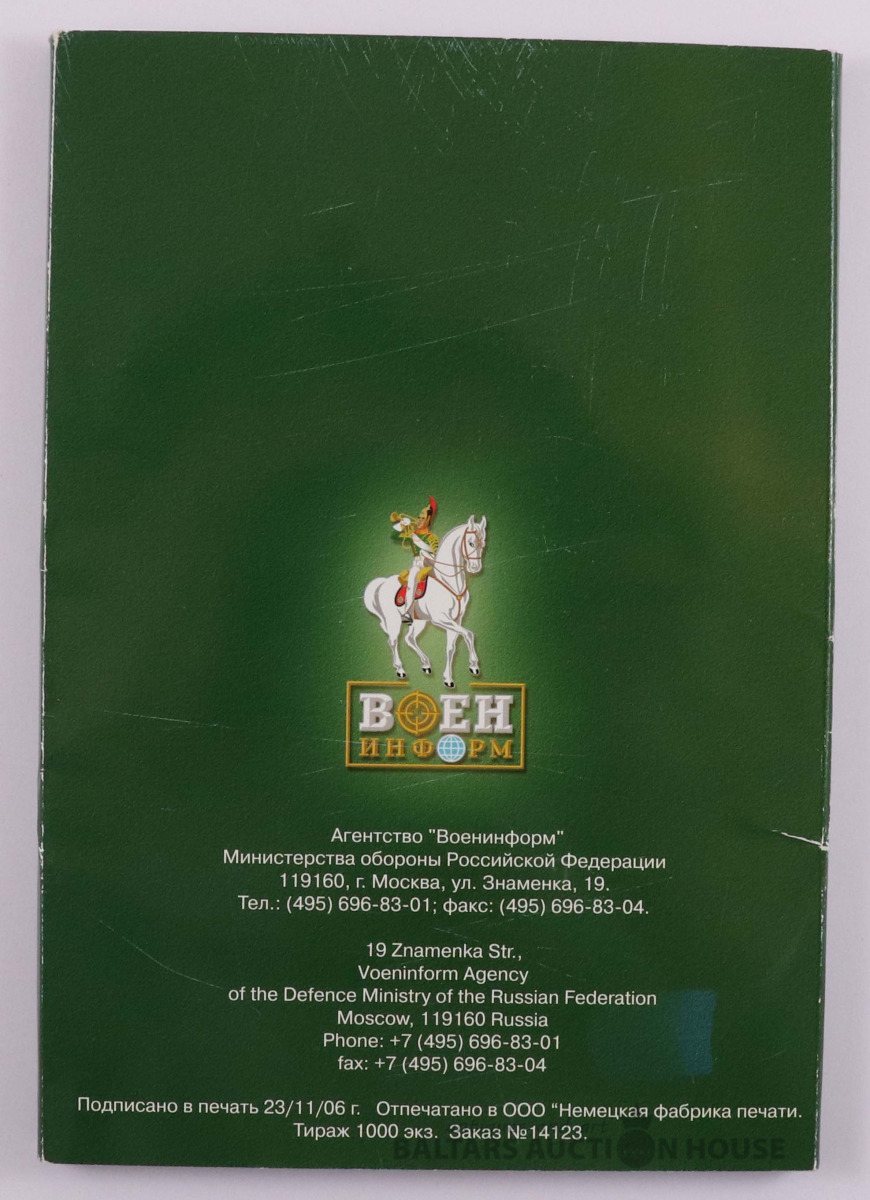 ВОЕН
ИНФОРМ
Агентство "Военинформ"
Министерства обороны Российской Федерации
119160, г. Москва, ул. Знаменка, 19.
Тел.: (495) 696-83-01; факс: (495) 696-83-04.
19 Znamenka Str.,
Voeninform Agency
of the Defence Ministry of the Russian Federation
Moscow, 119160 Russia
Phone: +7 (495) 696-83-01
fax: +7 (495) 696-83-04
Подписано в печать 23/11/06 г. Отпечатано в ООО “Немецкая фабрика печати.
Тираж 1000 экз. Заказ №14123.
BALTARS AUCTION HOUSE